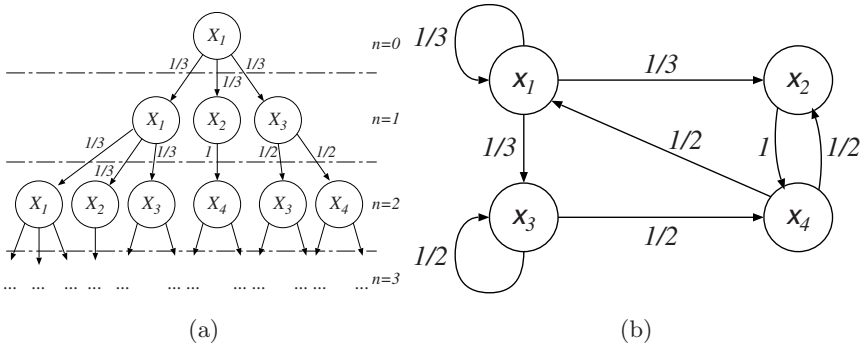 X1 n=0
1/3 1/3 1/3
X1 X2 X3 n=1
1/3 1/3 1/3 1 1/2 1/2
X1 X2 X3 X4 X3 X4 n=2
... ... ... ... ... ... ... ... ... ... ... ... n=3
(a)
1/3 x1 1/3 x2
1/3 1/2 1 1/2
x3 1/2 x4
1/2
(b)